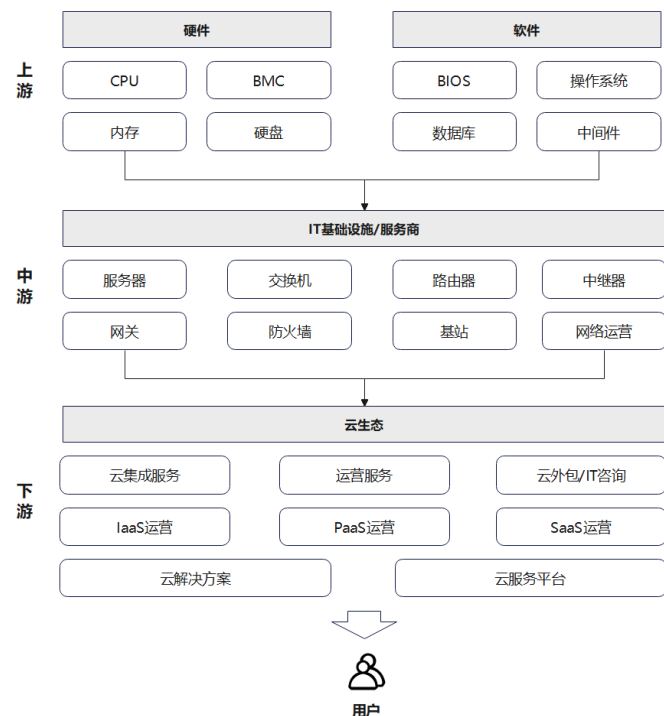 硬件 软件
上游
CPU BMC BIOS 操作系统
内存 硬盘 数据库 中间件
IT基础设施/服务商
中游
服务器 交换机 路由器 中继器
网关 防火墙 基站 网络运营
云生态
下游
云集成服务 运营服务 云外包/IT咨询
IaaS运营 PaaS运营 SaaS运营
云解决方案 云服务平台
用户